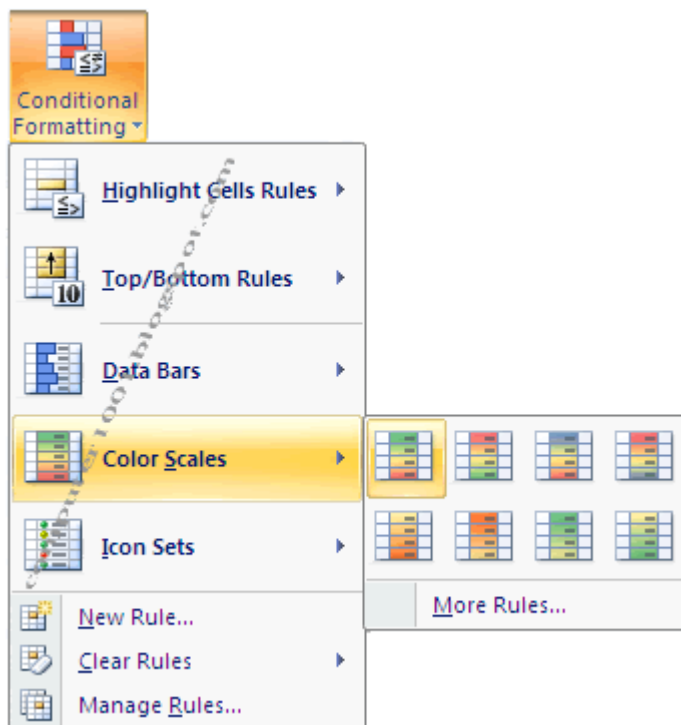 Conditional
Formatting
Highlight Cells Rules
Top/Bottom Rules
10
Data Bars
Color Scales
Icon Sets
New Rule...
Clear Rules
Manage Rules...
More Rules...